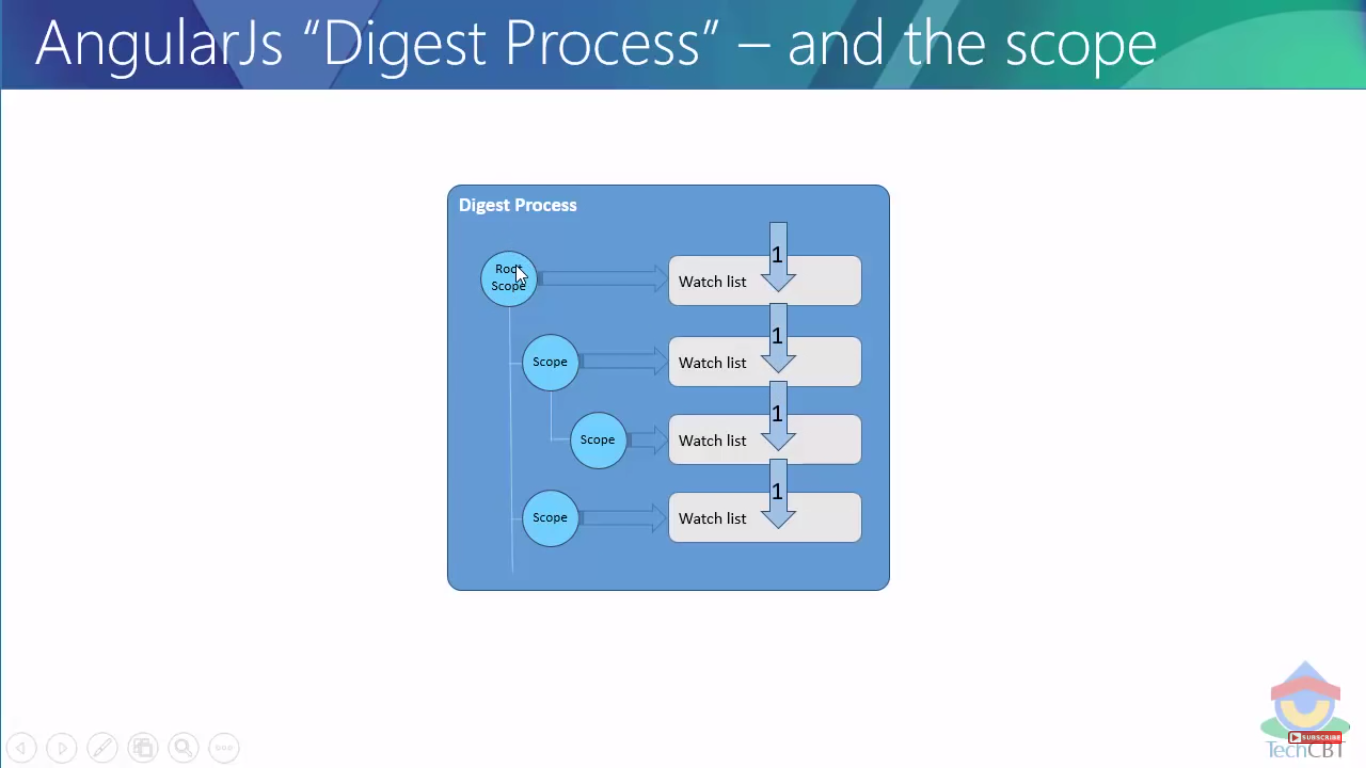 AngularJs “Digest Process” – and the scope
Digest Process
1
Root
Scope
Watch list
1
Scope
Watch list
1
Scope
Watch list
1
Scope
Watch list
SUBSCRIBE
TechCBT